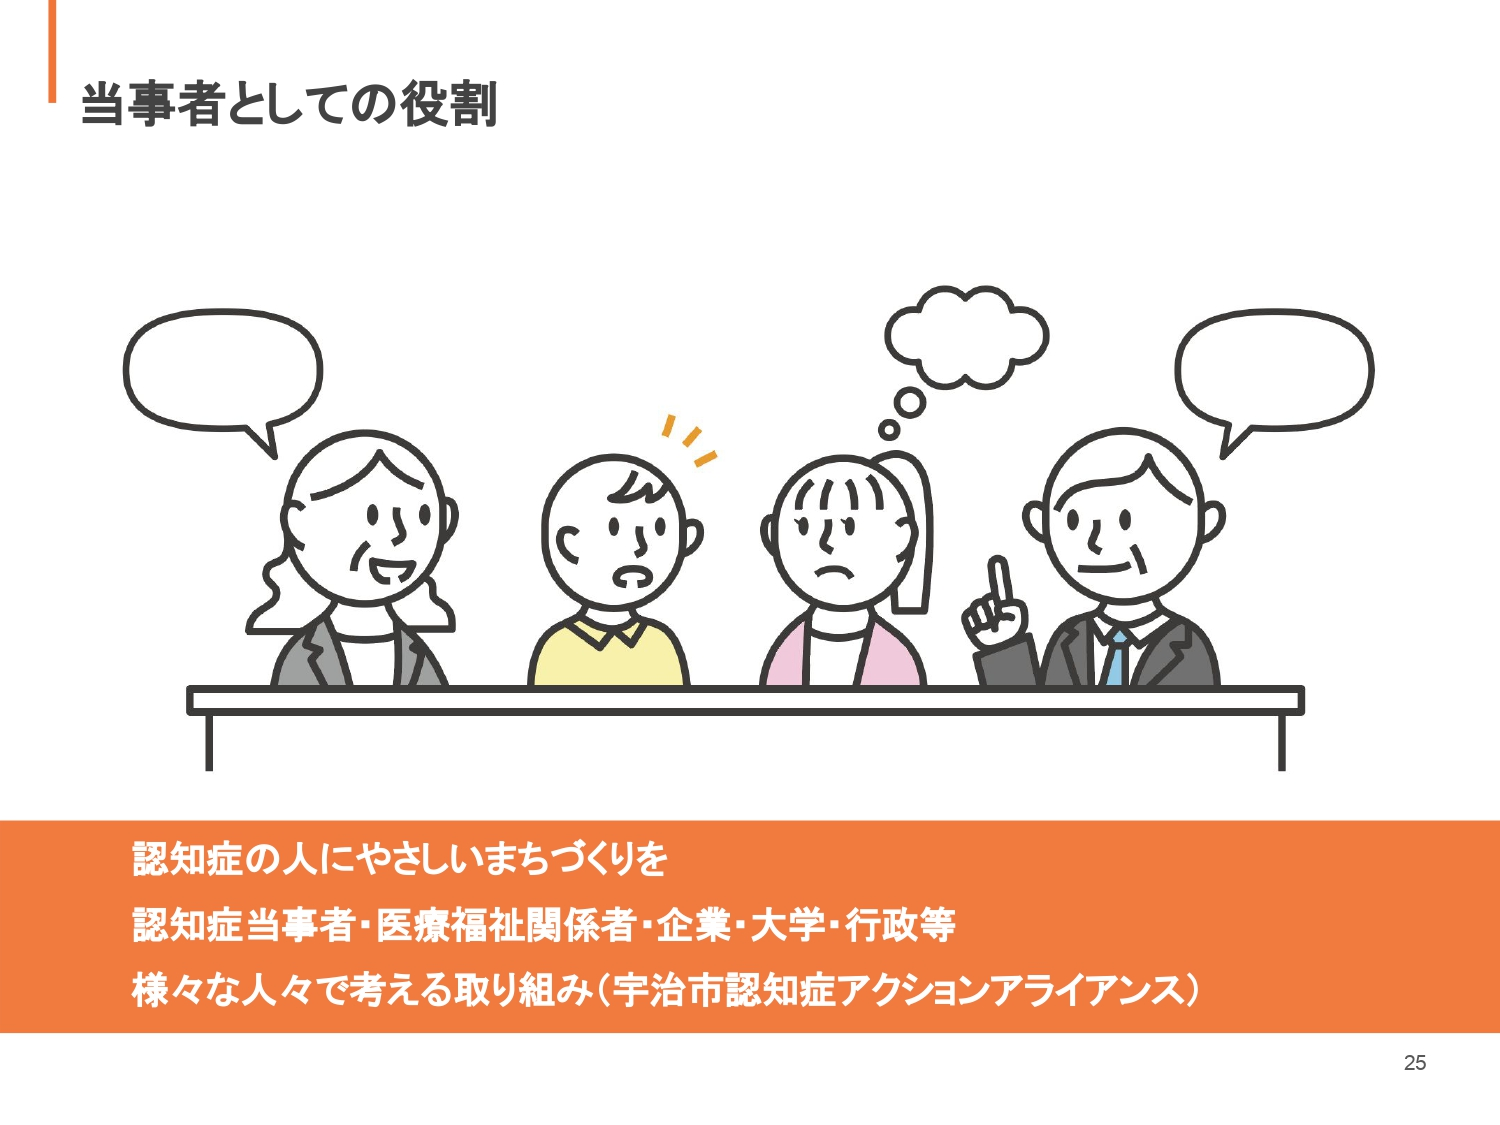 当事者としての役割
認知症の人にやさしいまちづくりを
認知症当事者・医療福祉関係者・企業・大学・行政等
様々な人々で考える取り組み（宇治市認知症アクションアライアンス）
25